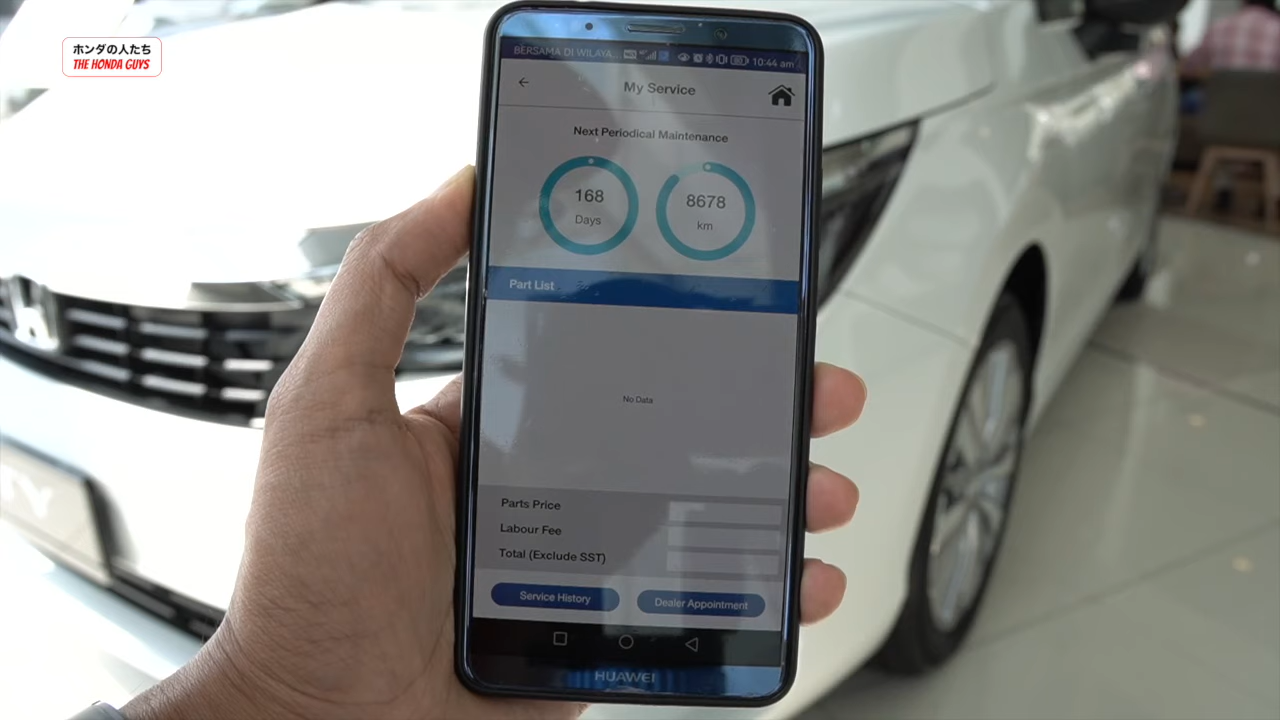 ホンダの人たち
THE HONDA GUYS
BERSAMA DI WILAYA... 10:44 am
My Service
Next Periodical Maintenance
168
Days
8678
km
Part List
No Data
Parts Price
Labour Fee
Total (Exclude SST)
Service History
Dealer Appointment
HUAWEI